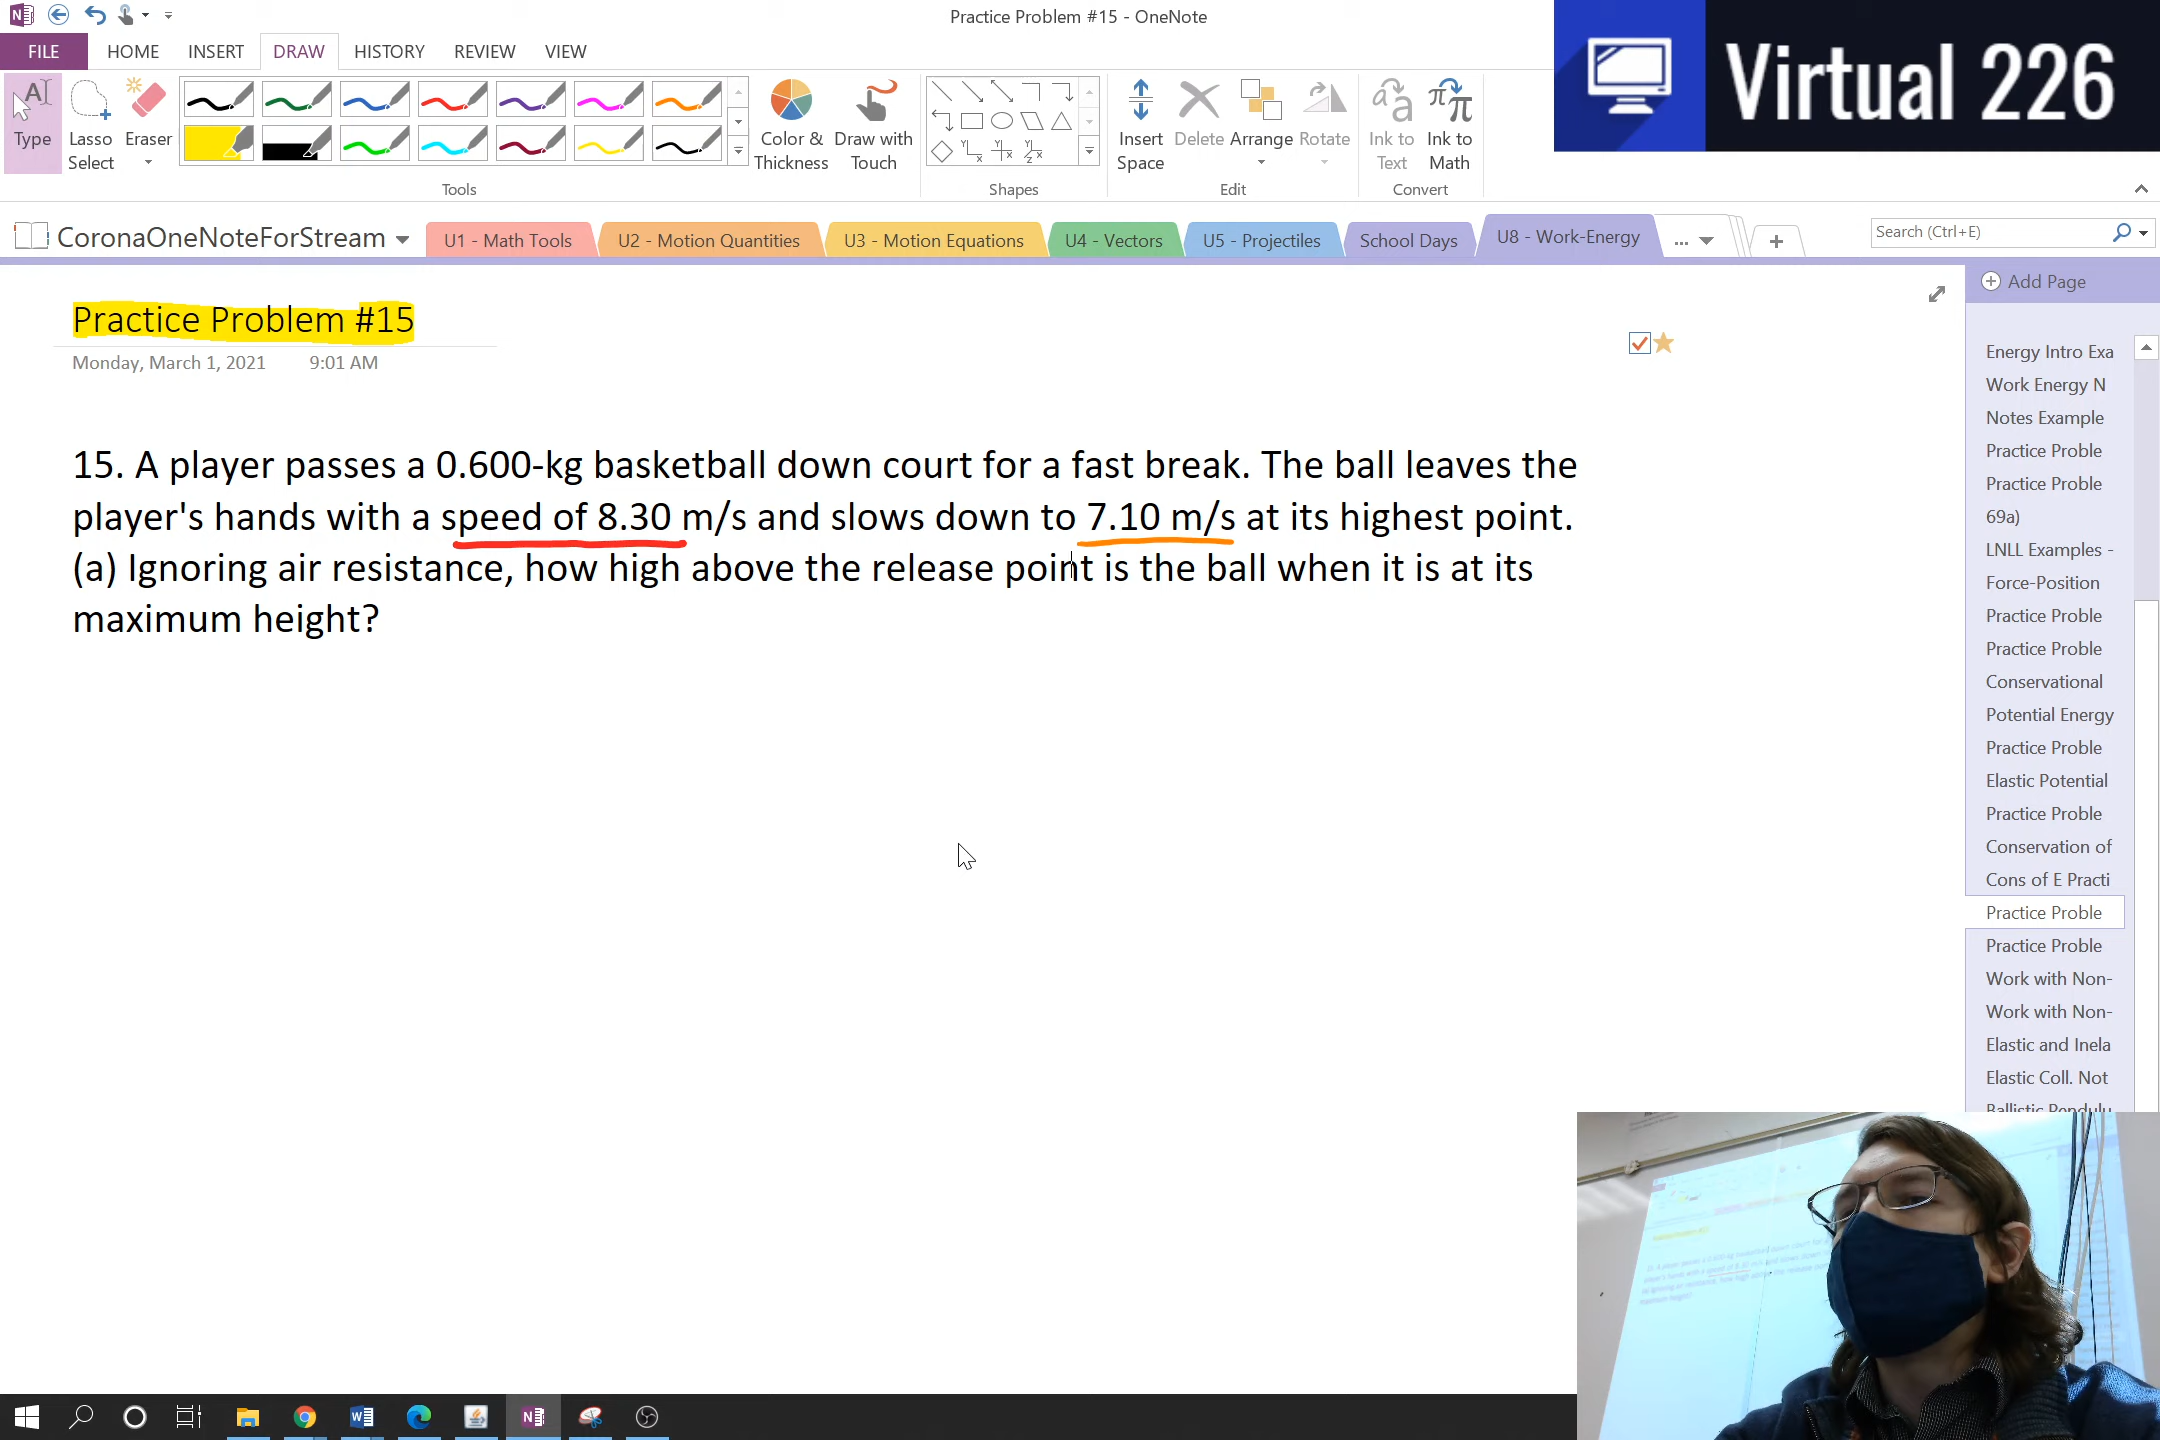 Practice Problem #15 - OneNote
Virtual 226
FILE HOME INSERT DRAW HISTORY REVIEW VIEW
Type
Lasso Select
Eraser
Color & Thickness
Draw with Touch
Insert Space
Delete
Arrange
Rotate
Ink to Text
Ink to Math
Tools
Shapes
Edit
Convert
CoronaOneNoteForStream
U1 - Math Tools
U2 - Motion Quantities
U3 - Motion Equations
U4 - Vectors
U5 - Projectiles
School Days
U8 - Work-Energy
...
Search (Ctrl+E)
Practice Problem #15
Monday, March 1, 2021 9:01 AM
15. A player passes a 0.600-kg basketball down court for a fast break. The ball leaves the
player's hands with a speed of 8.30 m/s and slows down to 7.10 m/s at its highest point.
(a) Ignoring air resistance, how high above the release point is the ball when it is at its
maximum height?
Add Page
Energy Intro Exa
Work Energy N
Notes Example
Practice Proble
Practice Proble
69a)
LNLL Examples -
Force-Position
Practice Proble
Practice Proble
Conservational
Potential Energy
Practice Proble
Elastic Potential
Practice Proble
Conservation of
Cons of E Practi
Practice Proble
Practice Proble
Work with Non-
Work with Non-
Elastic and Inela
Elastic Coll. Not
Ballistic Pendulu